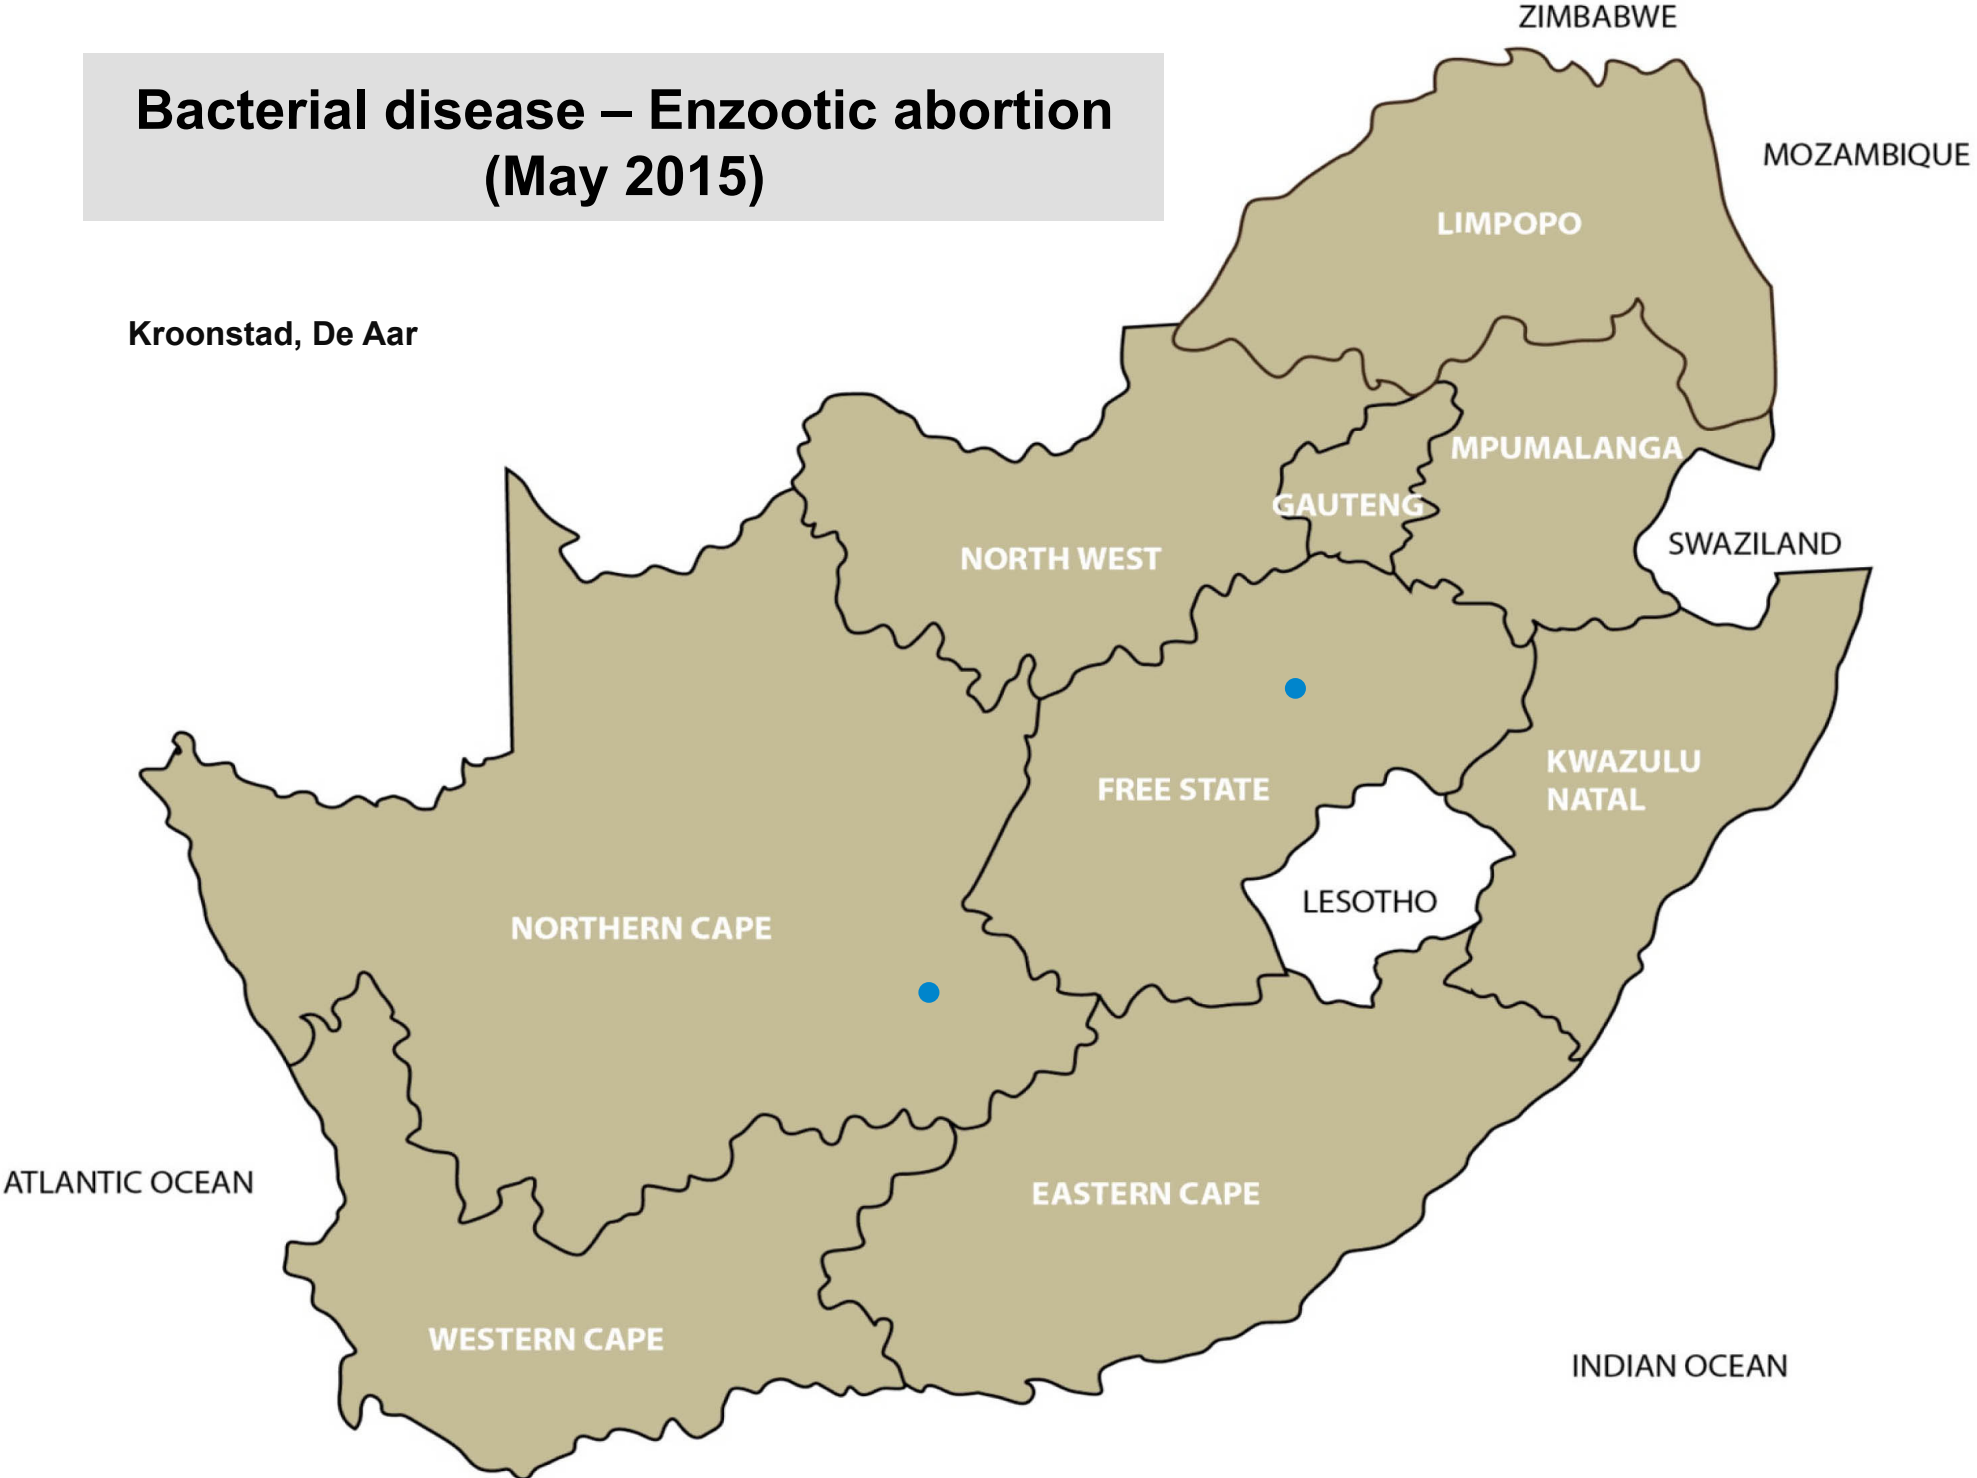 ZIMBABWE
Bacterial disease – Enzootic abortion
(May 2015)
MOZAMBIQUE
LIMPOPO
Kroonstad, De Aar
MPUMALANGA
GAUTENG
SWAZILAND
NORTH WEST
KWAZULU
NATAL
FREE STATE
LESOTHO
NORTHERN CAPE
ATLANTIC OCEAN
EASTERN CAPE
WESTERN CAPE
INDIAN OCEAN